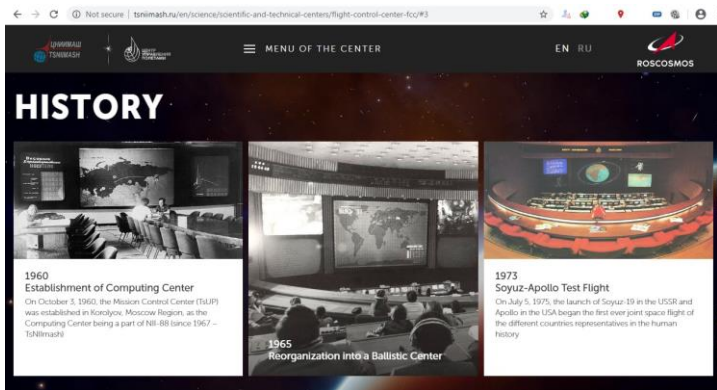 Not secure | tsniimash.ru/en/science/scientific-and-technical-centers/flight-control-center-fcc/#3
ЦНИИМАШ
TSNIIMASH
ЦЕНТР
УПРАВЛЕНИЯ
ПОЛЕТАМИ
MENU OF THE CENTER
EN RU
ROSCOSMOS
HISTORY
1960
Establishment of Computing Center
On October 3, 1960, the Mission Control Center (TsUP)
was established in Korolyov, Moscow Region, as the
Computing Center being a part of NII-88 (since 1967 –
TsNIImash)
1965
Reorganization into a Ballistic Center
1973
Soyuz-Apollo Test Flight
On July 5, 1975, the launch of Soyuz-19 in the USSR and
Apollo in the USA began the first ever joint space flight of
the different countries representatives in the human
history